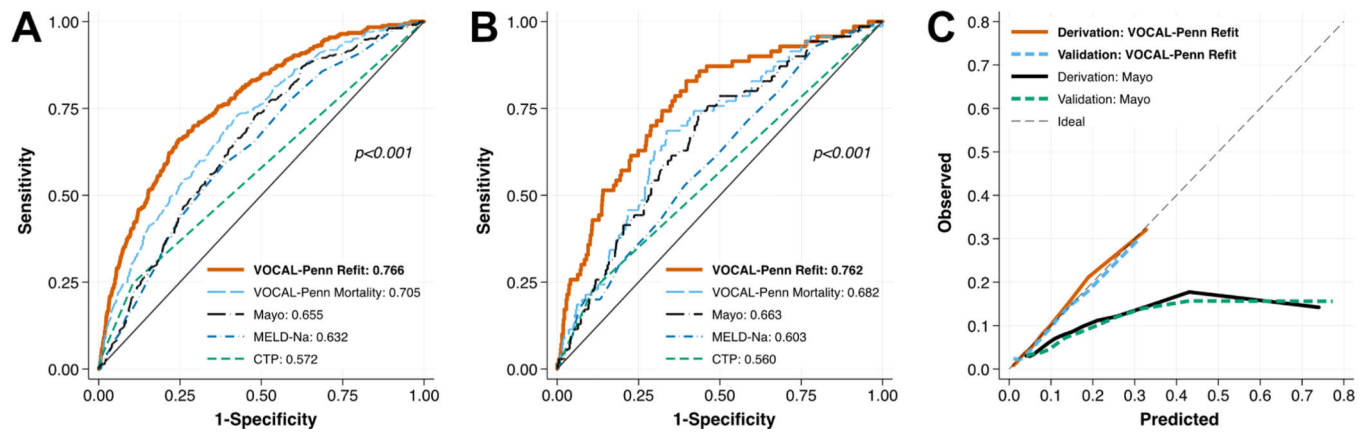 A
1.00
0.75
0.50
0.25
0.00
Sensitivity
p<0.001
VOCAL-Penn Refit: 0.766
VOCAL-Penn Mortality: 0.705
Mayo: 0.655
MELD-Na: 0.632
CTP: 0.572
0.00 0.25 0.50 0.75 1.00
1-Specificity
B
1.00
0.75
0.50
0.25
0.00
Sensitivity
p<0.001
VOCAL-Penn Refit: 0.762
VOCAL-Penn Mortality: 0.682
Mayo: 0.663
MELD-Na: 0.603
CTP: 0.560
0.00 0.25 0.50 0.75 1.00
1-Specificity
C
0.8
0.7
0.6
0.5
0.4
0.3
0.2
0.1
0.0
Observed
Derivation: VOCAL-Penn Refit
Validation: VOCAL-Penn Refit
Derivation: Mayo
Validation: Mayo
Ideal
0.0 0.1 0.2 0.3 0.4 0.5 0.6 0.7 0.8
Predicted